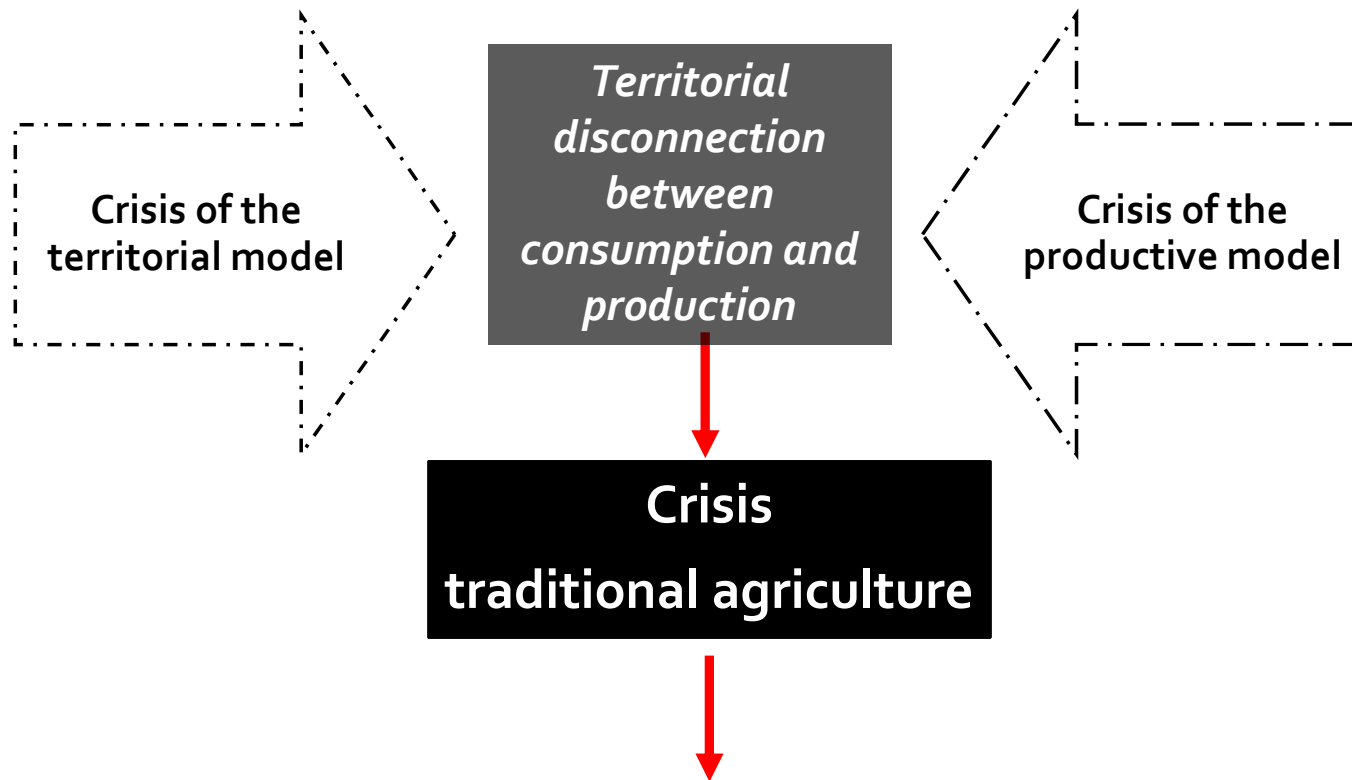 Territorial
disconnection
between
consumption and
production
Crisis of the
territorial model
Crisis of the
productive model
Crisis
traditional agriculture